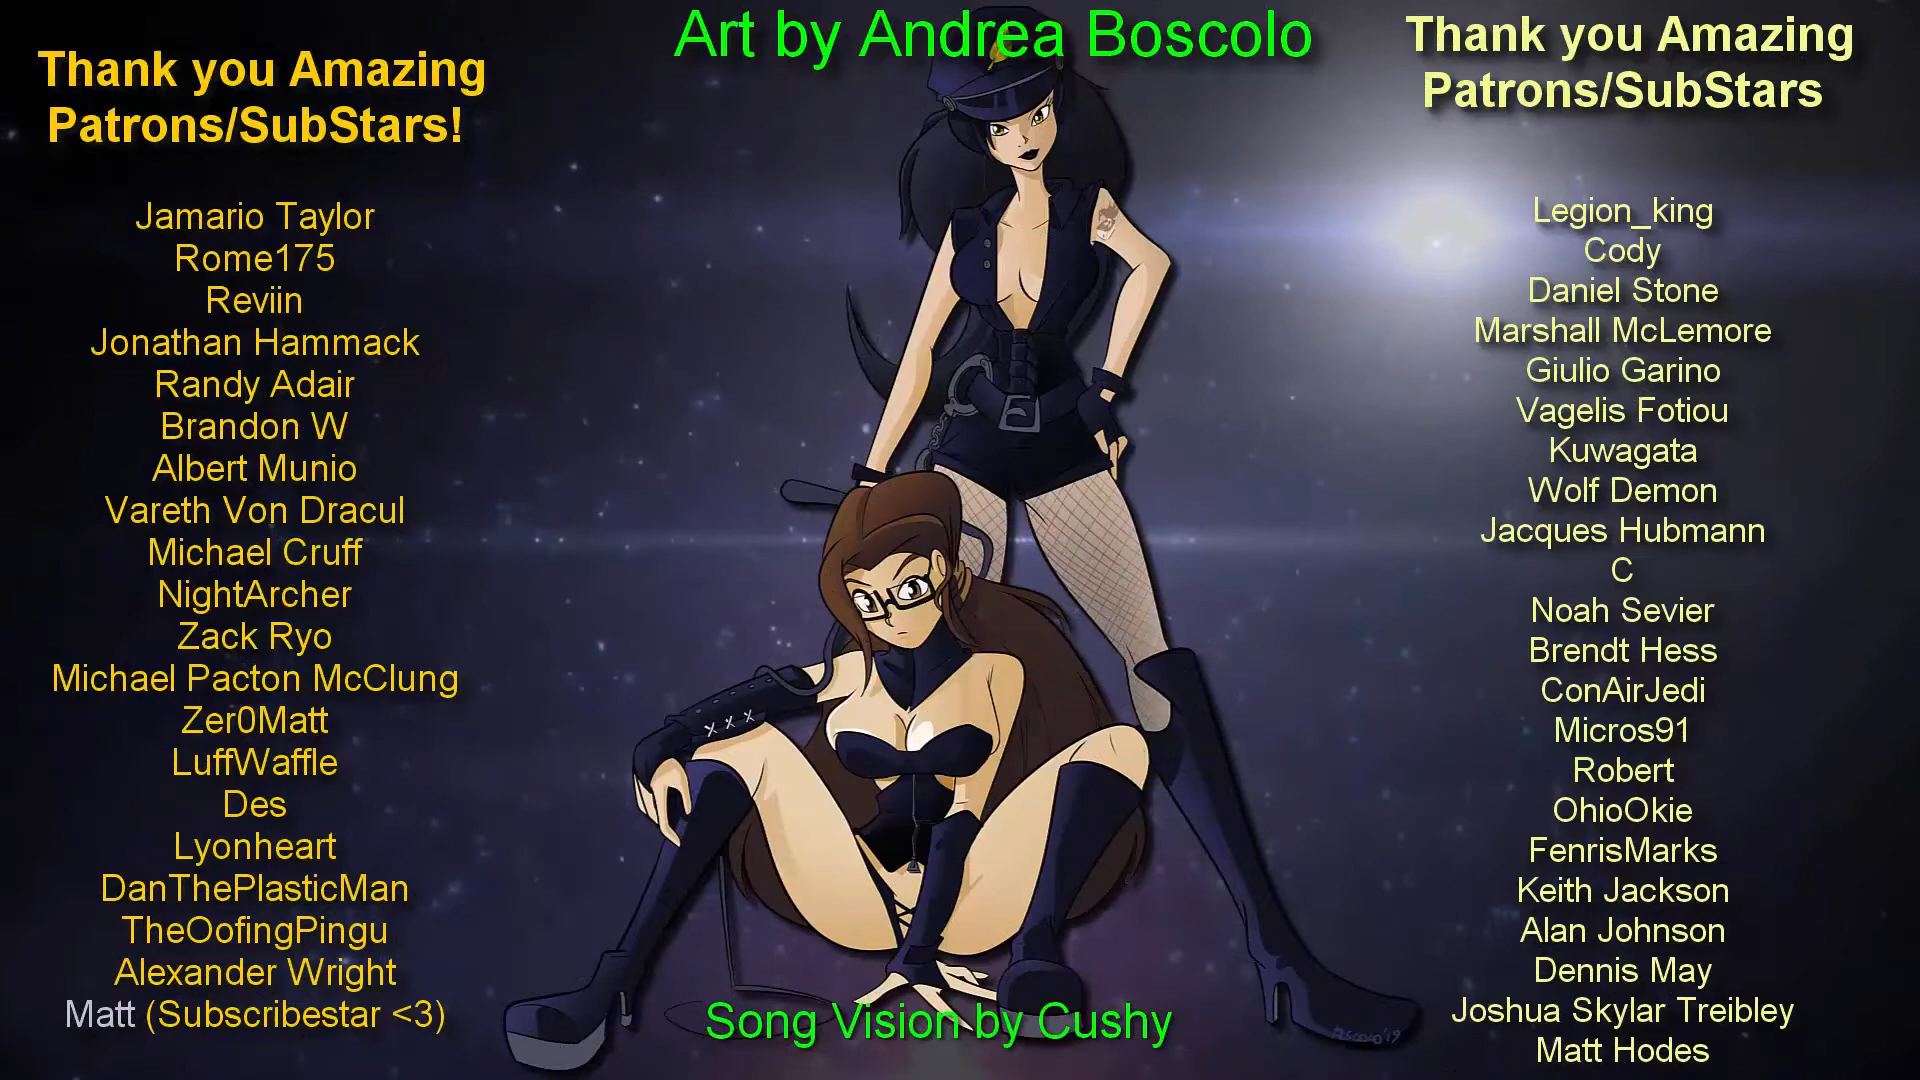 Art by Andrea Boscolo
Thank you Amazing
Patrons/SubStars!
Jamario Taylor
Rome175
Reviin
Jonathan Hammack
Randy Adair
Brandon W
Albert Munio
Vareth Von Dracul
Michael Cruff
NightArcher
Zack Ryo
Michael Pacton McClung
Zer0Matt
LuffWaffle
Des
Lyonheart
DanThePlasticMan
TheOofingPingu
Alexander Wright
Matt (Subscribestar <3)
Thank you Amazing
Patrons/SubStars
Legion_king
Cody
Daniel Stone
Marshall McLemore
Giulio Garino
Vagelis Fotiou
Kuwagata
Wolf Demon
Jacques Hubmann
C
Noah Sevier
Brendt Hess
ConAirJedi
Micros91
Robert
OhioOkie
FenrisMarks
Keith Jackson
Alan Johnson
Dennis May
Joshua Skylar Treibley
Matt Hodes
Song Vision by Cushy